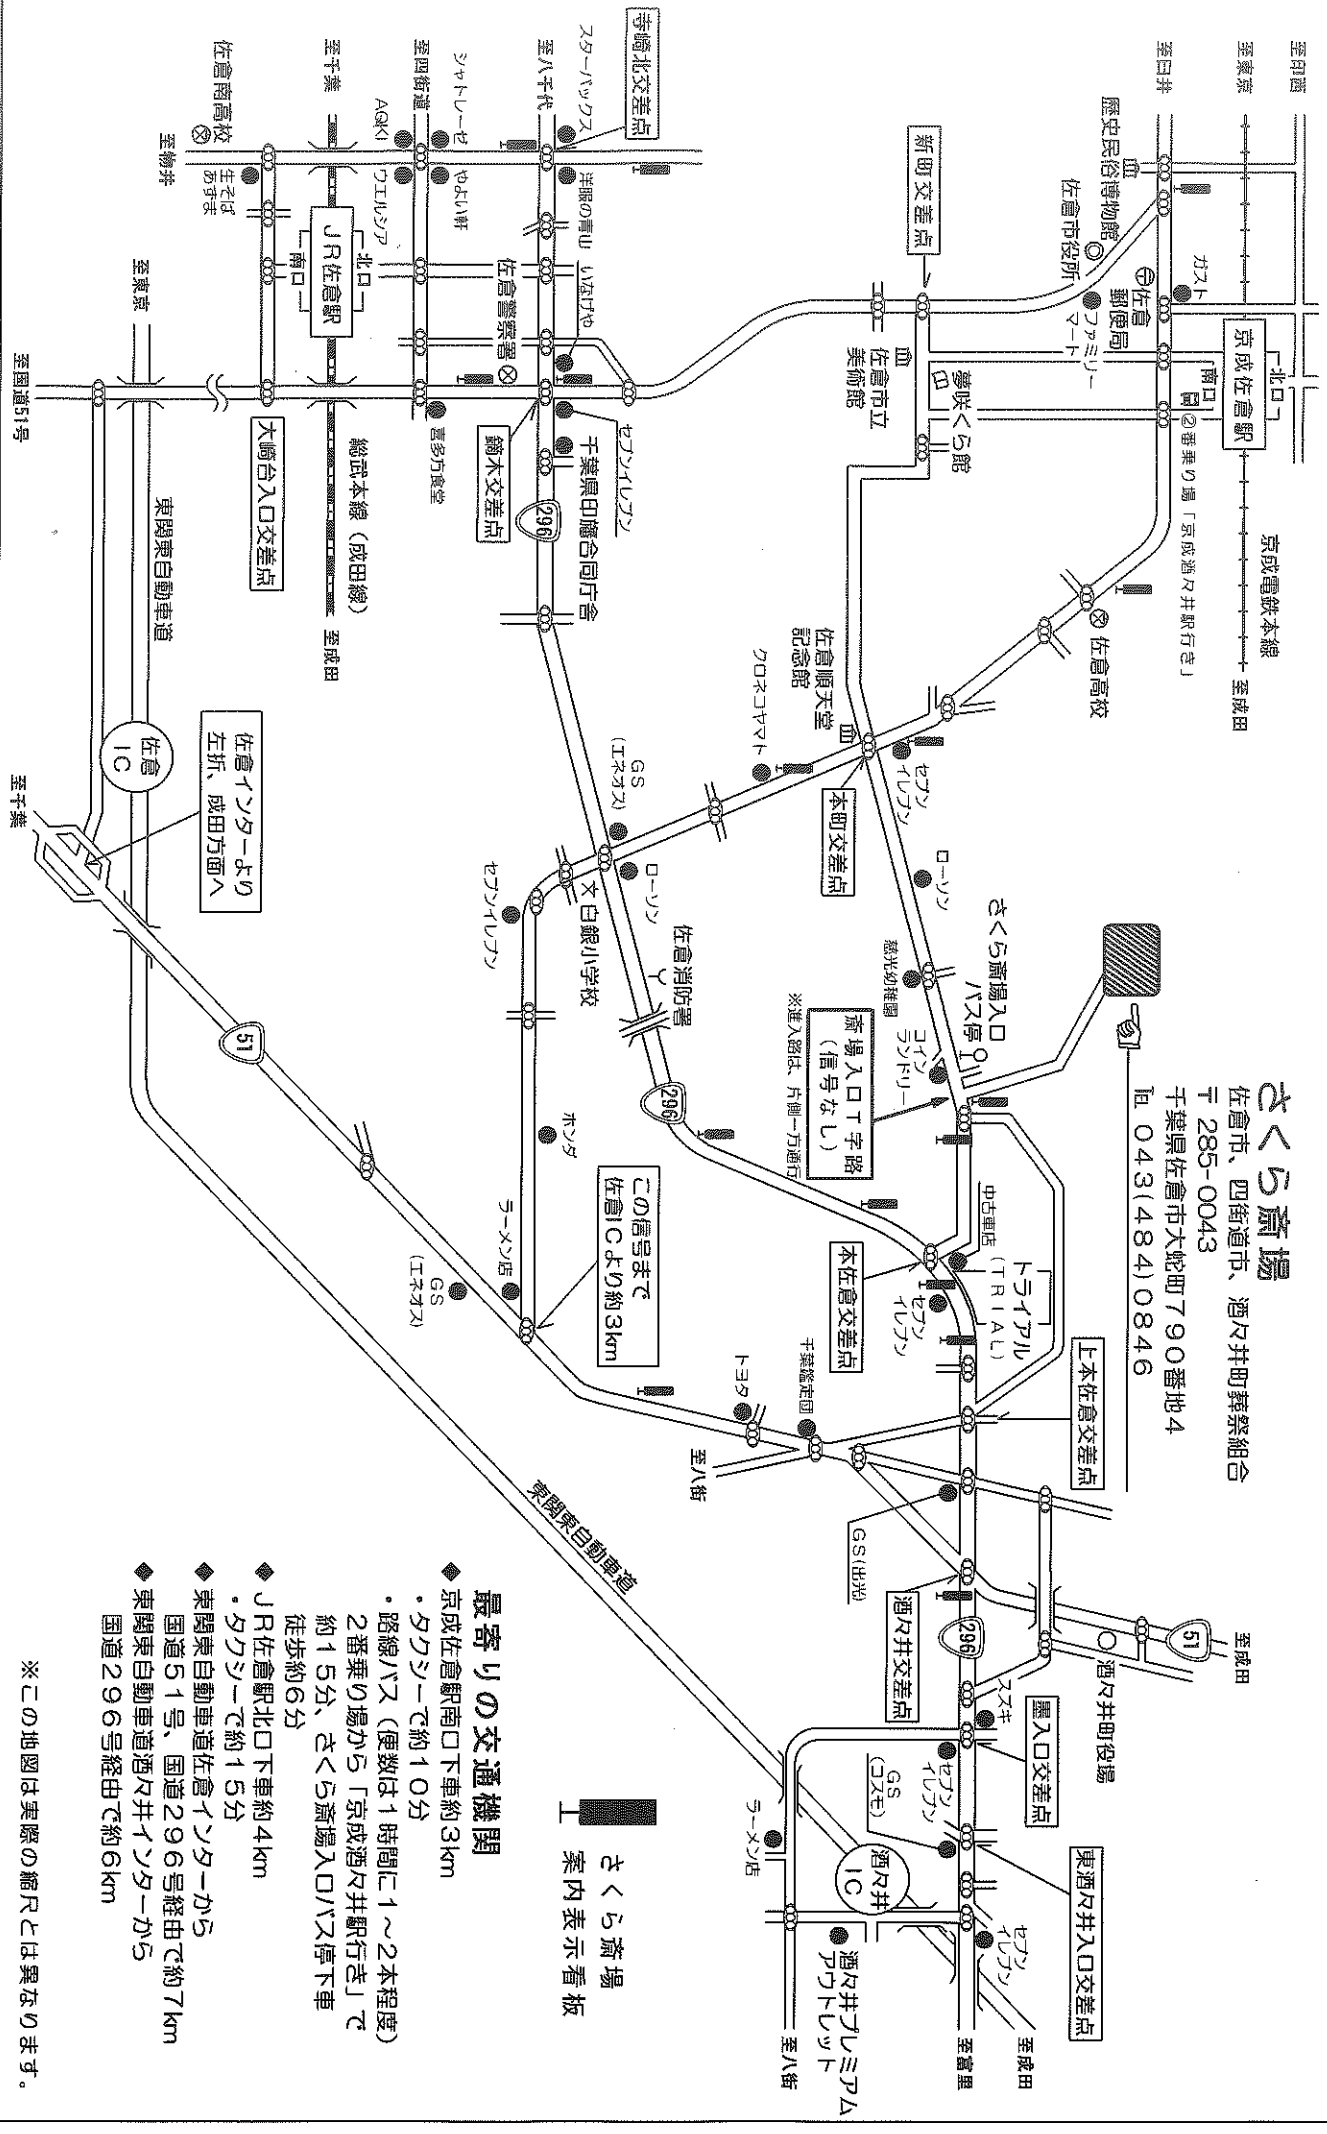 さくら斎場
佐倉市、四街道市、酒々井町葬祭組合
〒285-0043
千葉県佐倉市大蛇町790番地4
℡ 043(484)0846
至印西
至東京
至臼井
京成佐倉駅
北口
南口
京成電鉄本線
至成田
②番乗り場「京成酒々井駅行き」
ガスト
佐倉
郵便局
歴史民俗博物館
佐倉市役所
ファミリー
マート
佐倉高校
新町交差点
夢咲くら館
佐倉市立
美術館
佐倉順天堂
記念館
クロネコヤマト
セブン
イレブン
本町交差点
ローソン
さくら斎場入口
バス停
慈光幼稚園
コイン
ランドリー
斎場入口T字路
(信号なし)
※進入路は、片側一方通行
中古車店
トライアル
(TRIAL)
セブン
イレブン
本佐倉交差点
上本佐倉交差点
寺崎北交差点
スターバックス
洋服の青山
いなげや
至八千代
シャトレーゼ
やよい軒
至四街道
AOKI
ウエルシア
至千葉
JR佐倉駅
北口
南口
佐倉南高校
生そば
あずま
至物井
佐倉警察署
セブンイレブン
千葉県印旛合同庁舎
鏑木交差点
喜多方食堂
296
総武本線(成田線)
至成田
大崎台入口交差点
至東京
東関東自動車道
至国道51号
佐倉
IC
佐倉インターより
左折、成田方面へ
至千葉
GS
(エネオス)
ローソン
白銀小学校
セブンイレブン
佐倉消防署
296
51
ホンダ
ラーメン店
GS
(エネオス)
この信号まで
佐倉ICより約3km
トヨタ
千葉鑑定団
至八街
GS(出光)
酒々井交差点
296
51
至成田
酒々井町役場
スズキ
墨入口交差点
セブン
イレブン
GS
(コスモ)
東酒々井入口交差点
セブン
イレブン
酒々井
IC
ラーメン店
酒々井プレミアム
アウトレット
至成田
至富里
至八街
東関東自動車道
さくら斎場
案内表示看板
最寄りの交通機関
◆京成佐倉駅南口下車約3km
・タクシーで約10分
・路線バス(便数は1時間に1～2本程度)
2番乗り場から「京成酒々井駅行き」で
約15分、さくら斎場入口バス停下車
徒歩約6分
◆JR佐倉駅北口下車約4km
・タクシーで約15分
◆東関東自動車道佐倉インターから
国道51号、国道296号経由で約7km
◆東関東自動車道酒々井インターから
国道296号経由で約6km
※この地図は実際の縮尺とは異なります。